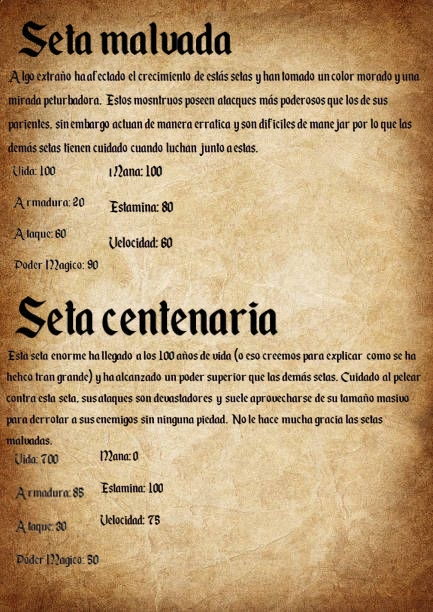 Seta malvada
Algo extraño ha afectado el crecimiento de estás setas y han tomado un color morado y una
mirada peturbadora. Estos mosntruos poseen atacques más poderosos que los de sus
parientes, sin embargo actuan de manera erratica y son dificiles de manejar por lo que las
demás setas tienen cuidado cuando luchan junto a estas.
Vida: 100
Mana: 100
Armadura: 20
Estamina: 80
Ataque: 60
Velocidad: 60
Poder Magico: 90
Seta centenaria
Esta seta enorme ha llegado a los 100 años de vida (o eso creemos para explicar como se ha
hehco tran grande) y ha alcanzado un poder superior que las demás setas. Cuidado al pelear
contra esta seta, sus ataques son devastadores y suele aprovecharse de su tamaño masivo
para derrotar a sus enemigos sin ninguna piedad. No le hace mucha gracia las setas
malvadas.
Vida: 700
Mana: 0
Armadura: 85
Estamina: 100
Ataque: 30
Velocidad: 75
Póder Magico: 50